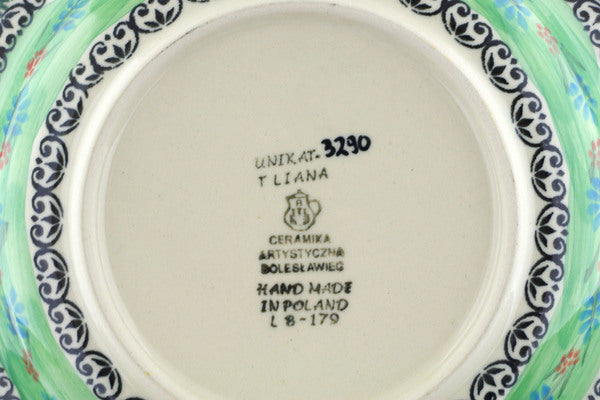 UNIKAT-3290
T LIANA
A
CERAMIKA
ARTYSTYCZNA
BOLESŁAWIEC
HAND MADE
IN POLAND
L 8-179